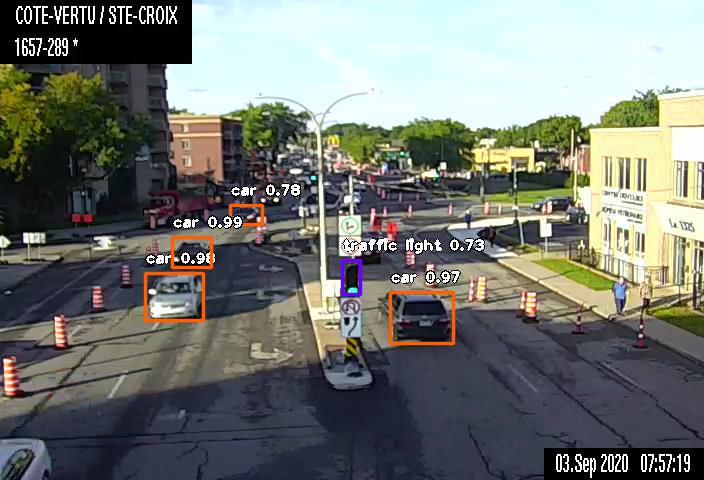 COTE-VERTU / STE-CROIX
1657-289 *
car 0.78
car 0.99
traffic light 0.73
car 0.98
car 0.97
03.Sep 2020 07:57:19